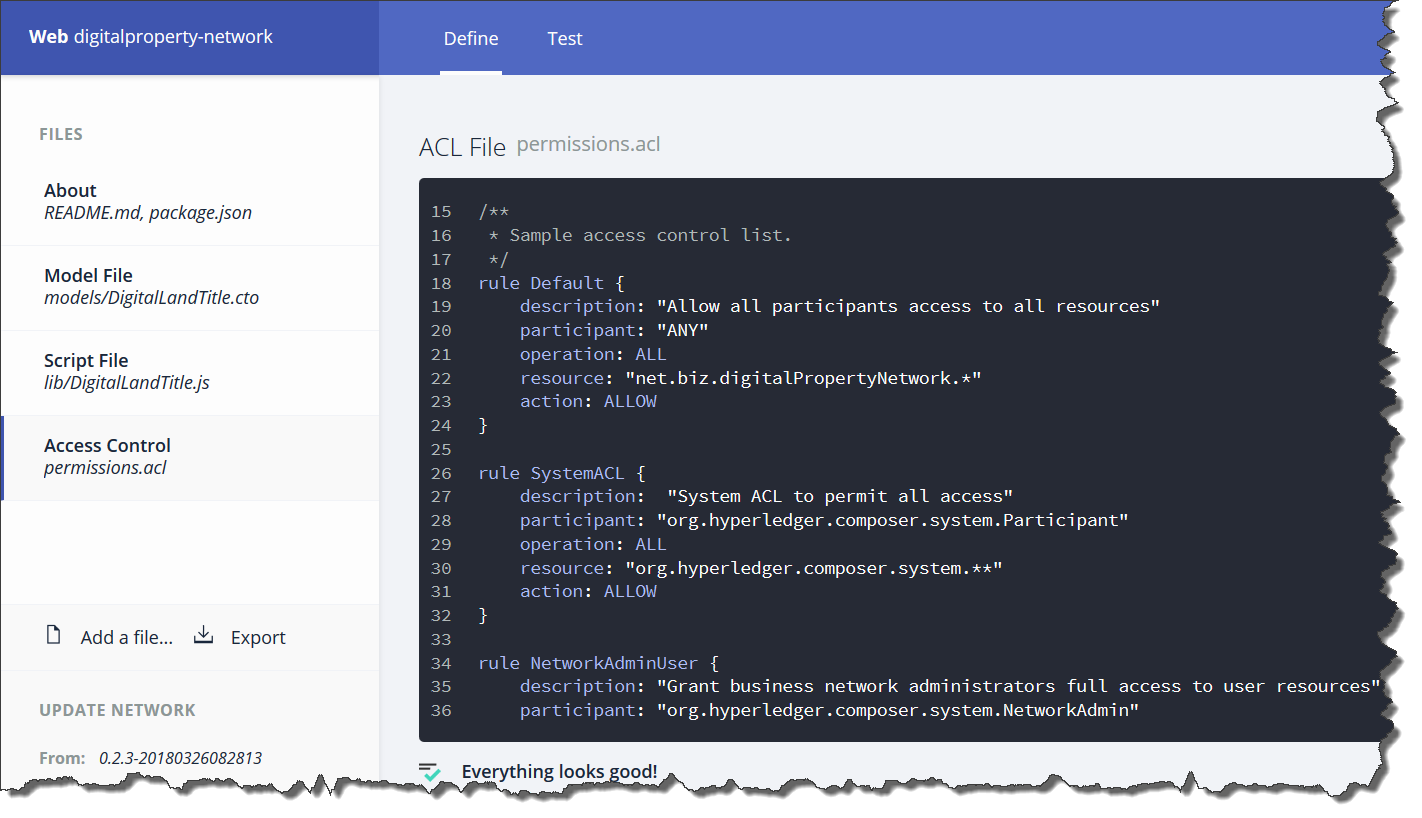 Web digitalproperty-network
Define
Test
FILES
About
README.md, package.json
Model File
models/DigitalLandTitle.cto
Script File
lib/DigitalLandTitle.js
Access Control
permissions.acl
Add a file... Export
UPDATE NETWORK
From: 0.2.3-20180326082813
ACL File permissions.acl
15 /**
16  * Sample access control list.
17  */
18 rule Default {
19     description: "Allow all participants access to all resources"
20     participant: "ANY"
21     operation: ALL
22     resource: "net.biz.digitalPropertyNetwork.*"
23     action: ALLOW
24 }
25
26 rule SystemACL {
27     description:  "System ACL to permit all access"
28     participant: "org.hyperledger.composer.system.Participant"
29     operation: ALL
30     resource: "org.hyperledger.composer.system.**"
31     action: ALLOW
32 }
33
34 rule NetworkAdminUser {
35     description: "Grant business network administrators full access to user resources"
36     participant: "org.hyperledger.composer.system.NetworkAdmin"
Everything looks good!